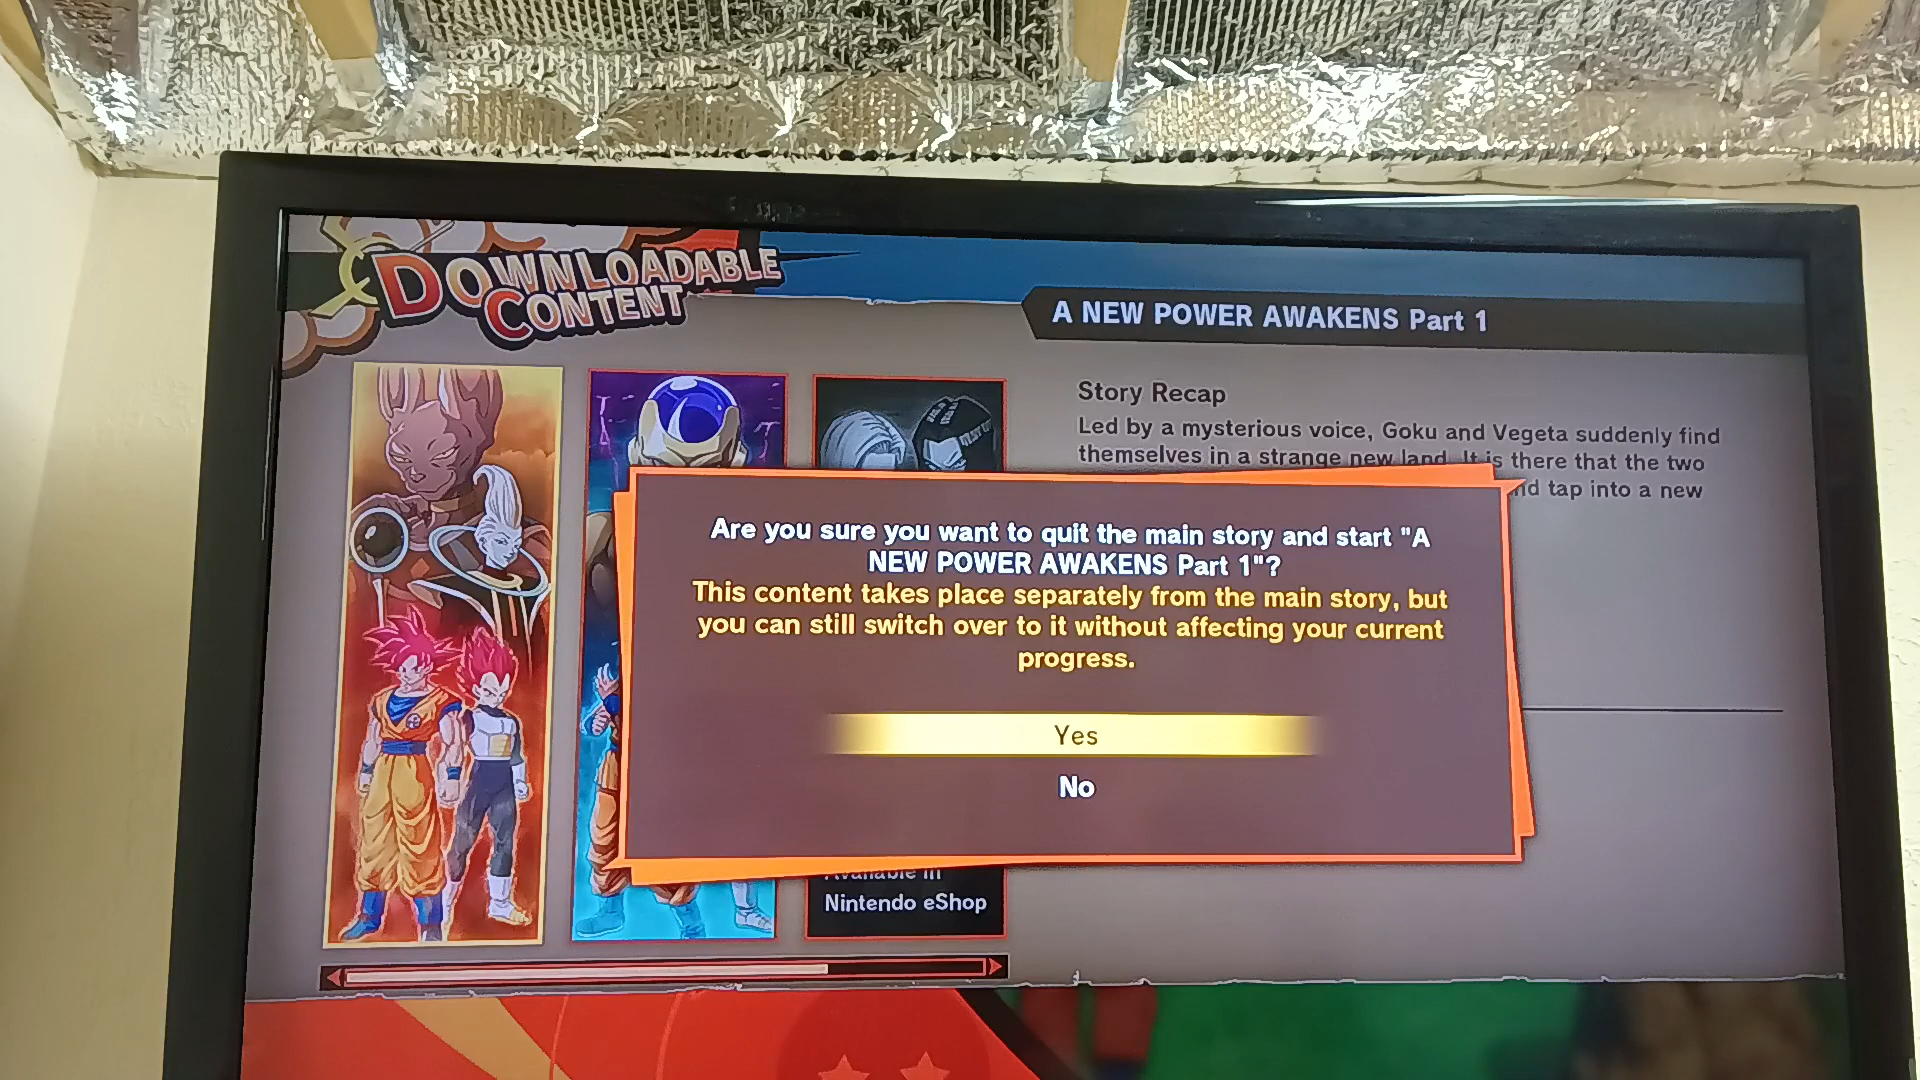 DOWNLOADABLE
CONTENT
A NEW POWER AWAKENS Part 1
Story Recap
Led by a mysterious voice, Goku and Vegeta suddenly find
themselves in a strange new land. It is there that the two
nd tap into a new
Are you sure you want to quit the main story and start "A
NEW POWER AWAKENS Part 1"?
This content takes place separately from the main story, but
you can still switch over to it without affecting your current
progress.
Yes
No
Available in
Nintendo eShop